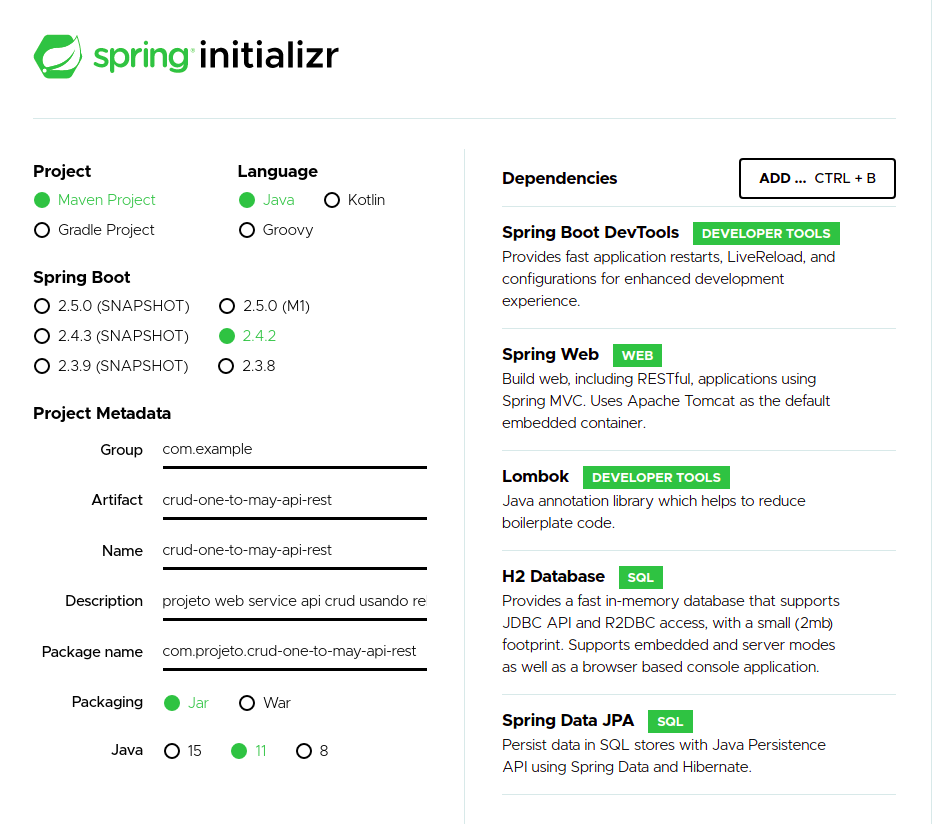 spring initializr
Project
Maven Project
Gradle Project
Language
Java Kotlin
Groovy
Spring Boot
2.5.0 (SNAPSHOT) 2.5.0 (M1)
2.4.3 (SNAPSHOT) 2.4.2
2.3.9 (SNAPSHOT) 2.3.8
Project Metadata
Group com.example
Artifact crud-one-to-may-api-rest
Name crud-one-to-may-api-rest
Description projeto web service api crud usando re
Package name com.projeto.crud-one-to-may-api-rest
Packaging Jar War
Java 15 11 8
Dependencies ADD ... CTRL + B
Spring Boot DevTools DEVELOPER TOOLS
Provides fast application restarts, LiveReload, and
configurations for enhanced development
experience.
Spring Web WEB
Build web, including RESTful, applications using
Spring MVC. Uses Apache Tomcat as the default
embedded container.
Lombok DEVELOPER TOOLS
Java annotation library which helps to reduce
boilerplate code.
H2 Database SQL
Provides a fast in-memory database that supports
JDBC API and R2DBC access, with a small (2mb)
footprint. Supports embedded and server modes
as well as a browser based console application.
Spring Data JPA SQL
Persist data in SQL stores with Java Persistence
API using Spring Data and Hibernate.